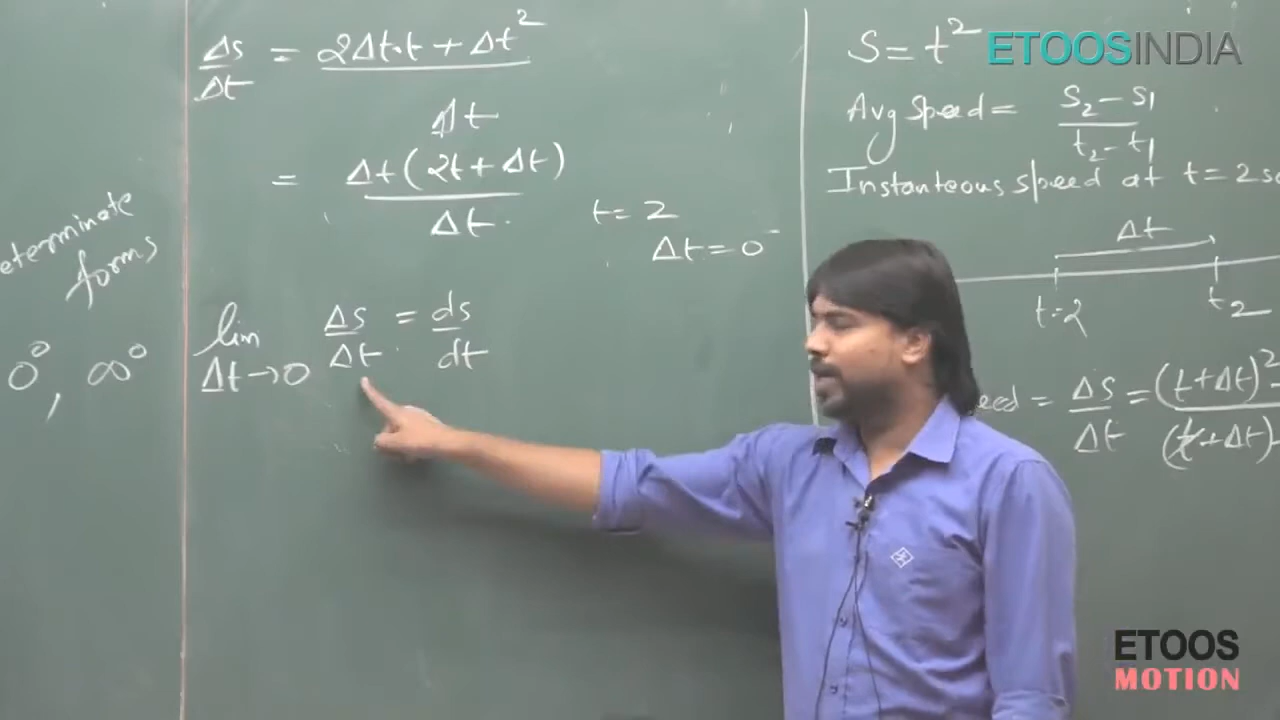 eterminate
forms
0⁰, ∞⁰
Δs/Δt = (2Δt·t + Δt²)/Δt
= Δt(2t + Δt)/Δt.
t = 2
Δt = 0⁻
lim Δt→0 Δs/Δt = ds/dt
S = t²
Avg speed = (S₂ - S₁)/(t₂ - t₁)
Instanteous speed at t = 2 se
Δt
t = 2
t₂
eed = Δs/Δt = (t+Δt)² - / (t+Δt) -
ETOOSINDIA
ETOOS
MOTION